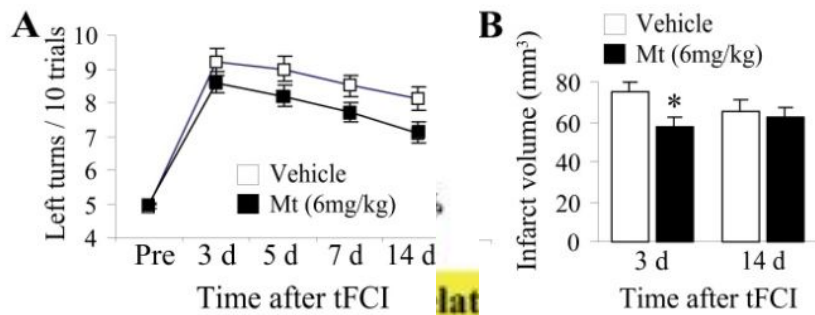 A
Left turns / 10 trials
10
9
8
7
6
5
4
Vehicle
Mt (6mg/kg)
Pre 3 d 5 d 7 d 14 d
Time after tFCI
lat
B
Vehicle
Mt (6mg/kg)
Infarct volume (mm³)
100
80
60
40
20
0
*
3 d 14 d
Time after tFCI